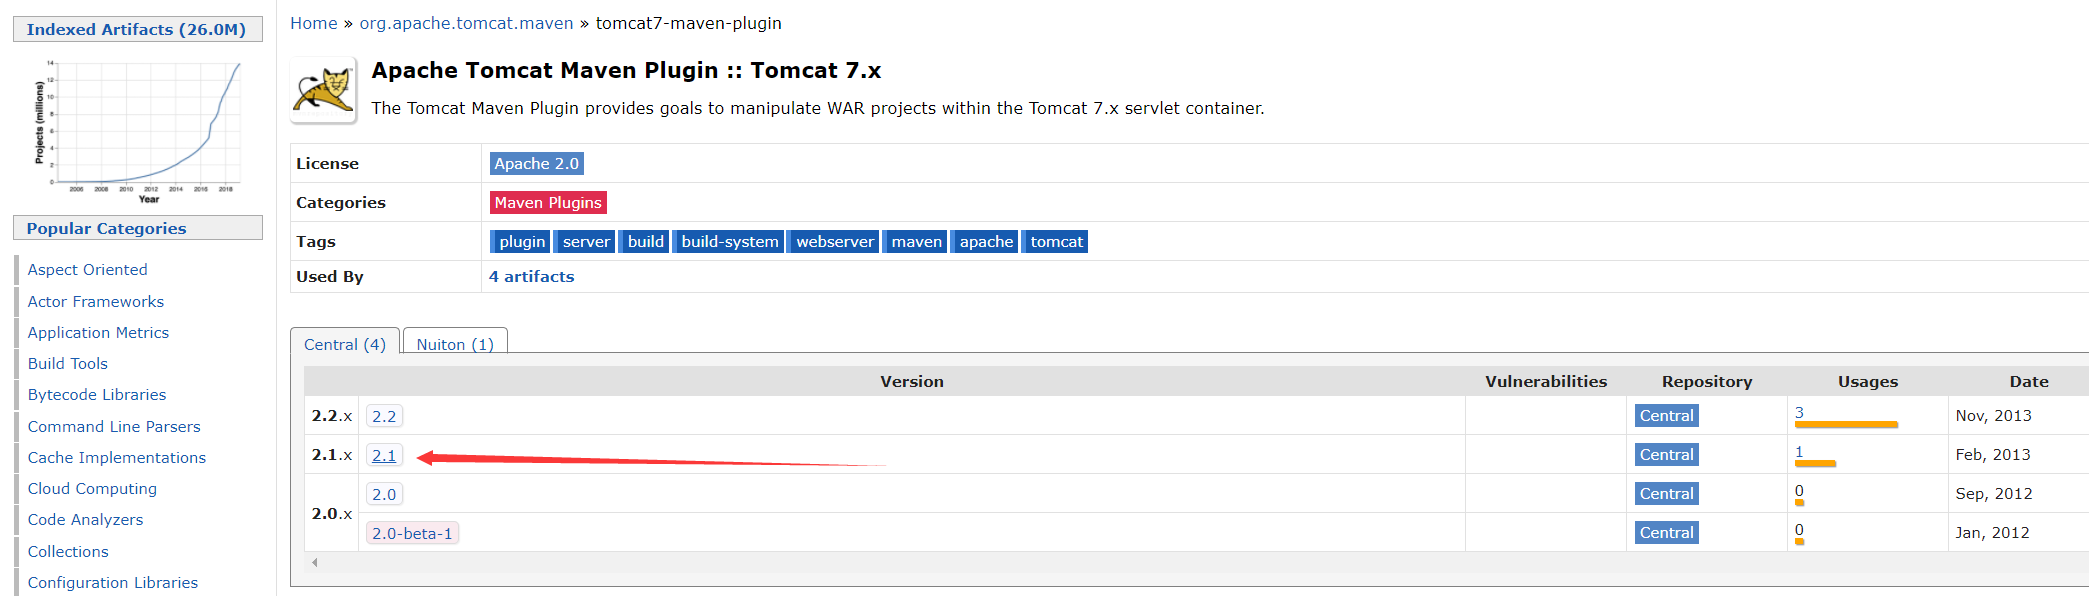 Indexed Artifacts (26.0M)
Projects (millions)
14
12
10
8
6
4
2
0
2006 2008 2010 2012 2014 2016 2018
Year
Popular Categories
Aspect Oriented
Actor Frameworks
Application Metrics
Build Tools
Bytecode Libraries
Command Line Parsers
Cache Implementations
Cloud Computing
Code Analyzers
Collections
Configuration Libraries
Home » org.apache.tomcat.maven » tomcat7-maven-plugin
Apache Tomcat Maven Plugin :: Tomcat 7.x
The Tomcat Maven Plugin provides goals to manipulate WAR projects within the Tomcat 7.x servlet container.
License Apache 2.0
Categories Maven Plugins
Tags plugin server build build-system webserver maven apache tomcat
Used By 4 artifacts
Central (4) Nuiton (1)
Version Vulnerabilities Repository Usages Date
2.2.x 2.2 Central 3 Nov, 2013
2.1.x 2.1 Central 1 Feb, 2013
2.0.x 2.0 Central 0 Sep, 2012
2.0-beta-1 Central 0 Jan, 2012